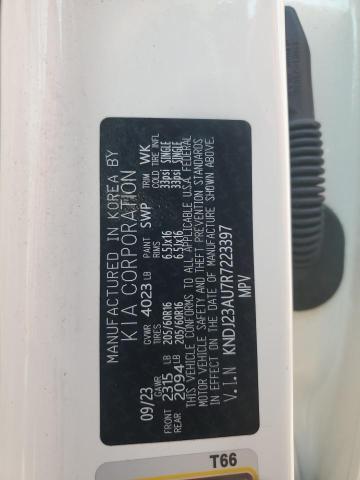 MANUFACTURED IN KOREA BY
KIA CORPORATION
09/23 GVWR 4023 LB PAINT SWP TRIM WK
GAWR TIRES RIMS COLD TIRE INF.
FRONT 2315 LB 205/60R16 6.5Jx16 33psi SINGLE
REAR 2094 LB 205/60R16 6.5Jx16 33psi SINGLE
THIS VEHICLE CONFORMS TO ALL APPLICABLE U.S.A. FEDERAL
MOTOR VEHICLE SAFETY AND THEFT PREVENTION STANDARDS
IN EFFECT ON THE DATE OF MANUFACTURE SHOWN ABOVE.
V.I.N KNDJ23AU7R7223397
MPV
T66